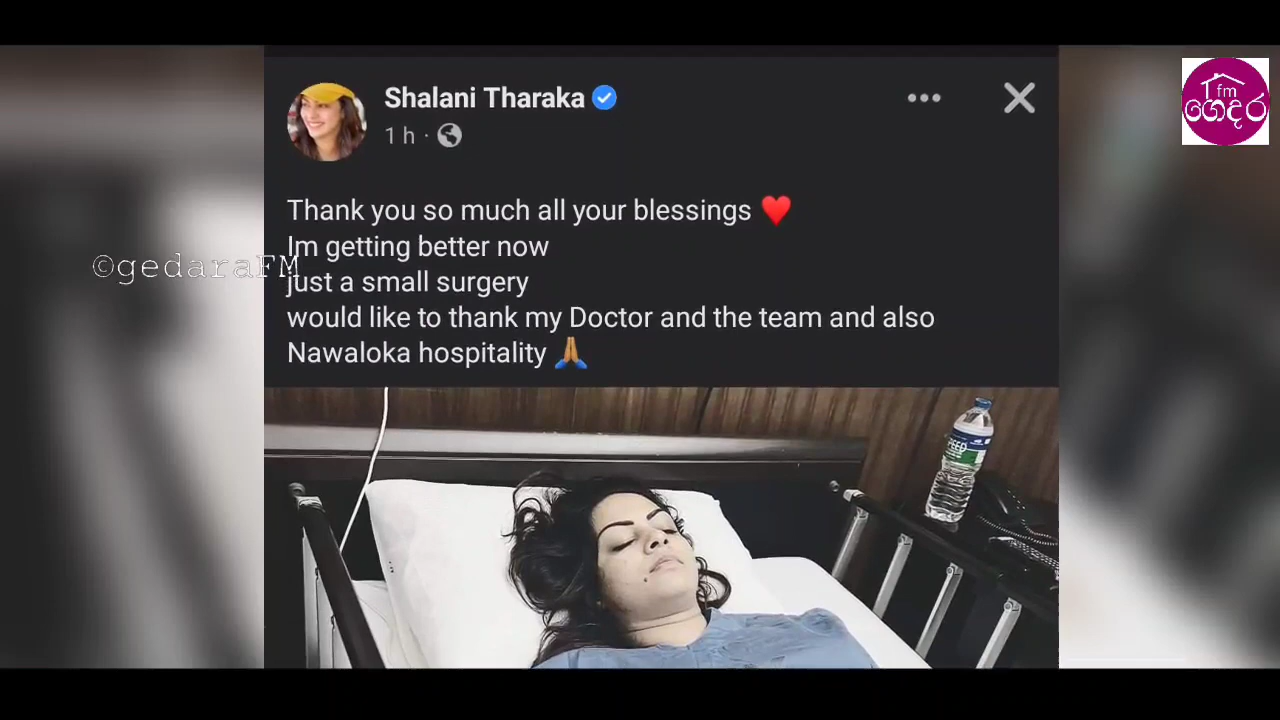 Shalani Tharaka
1 h ·
fm
ගෙදර
Thank you so much all your blessings ❤️
Im getting better now
©gedaraFM
just a small surgery
would like to thank my Doctor and the team and also
Nawaloka hospitality 🙏